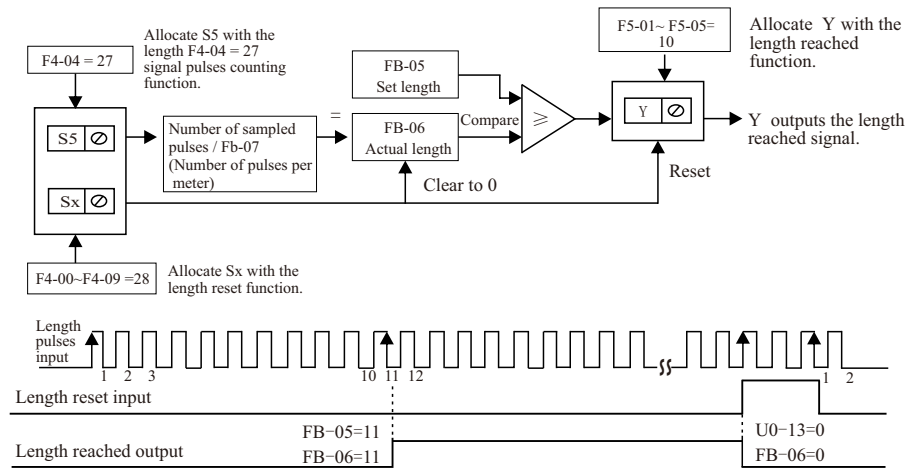 Allocate S5 with the
length F4-04 = 27
signal pulses counting
function.
F4-04 = 27
F5-01~ F5-05=
10
Allocate Y with the
length reached
function.
FB-05
Set length
S5
Number of sampled
pulses / Fb-07
(Number of pulses per
meter)
=
FB-06
Actual length
Compare
≥
Y
Y outputs the length
reached signal.
Sx
Clear to 0
Reset
F4-00~F4-09 =28
Allocate Sx with the
length reset function.
Length
pulses
input
1 2 3 10 11 12 1 2
Length reset input
FB-05=11
U0-13=0
Length reached output
FB-06=11
FB-06=0